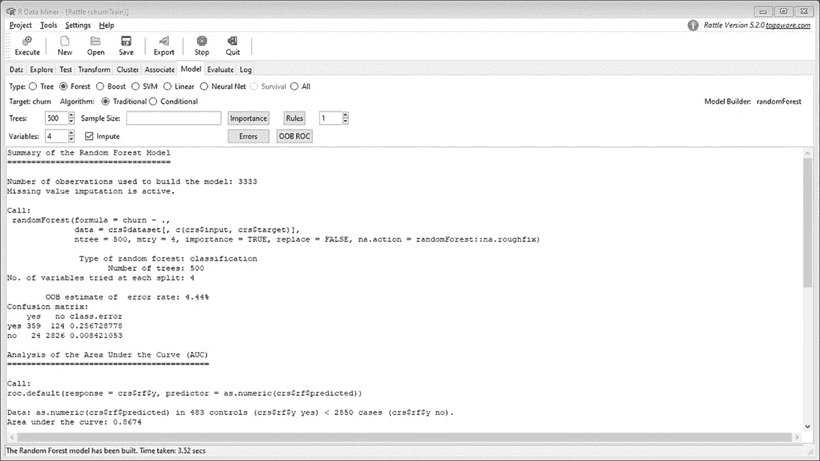 R Data Miner - [Rattle (churnTrain)]
Project Tools Settings Help
Rattle Version 5.2.0 togaware.com
Execute New Open Save Export Stop Quit
Data Explore Test Transform Cluster Associate Model Evaluate Log
Type: Tree Forest Boost SVM Linear Neural Net Survival All
Target: churn Algorithm: Traditional Conditional Model Builder: randomForest
Trees: 500 Sample Size: Importance Rules 1
Variables: 4 Impute Errors OOB ROC
Summary of the Random Forest Model
==================================
Number of observations used to build the model: 3333
Missing value imputation is active.
Call:
randomForest(formula = churn ~ .,
data = crs$dataset[, c(crs$input, crs$target)],
ntree = 500, mtry = 4, importance = TRUE, replace = FALSE, na.action = randomForest::na.roughfix)
Type of random forest: classification
Number of trees: 500
No. of variables tried at each split: 4
OOB estimate of error rate: 4.44%
Confusion matrix:
yes no class.error
yes 359 124 0.256728778
no 24 2826 0.008421053
Analysis of the Area Under the Curve (AUC)
==========================================
Call:
roc.default(response = crs$rf$y, predictor = as.numeric(crs$rf$predicted))
Data: as.numeric(crs$rf$predicted) in 483 controls (crs$rf$y yes) < 2850 cases (crs$rf$y no).
Area under the curve: 0.8674
The Random Forest model has been built. Time taken: 3.52 secs